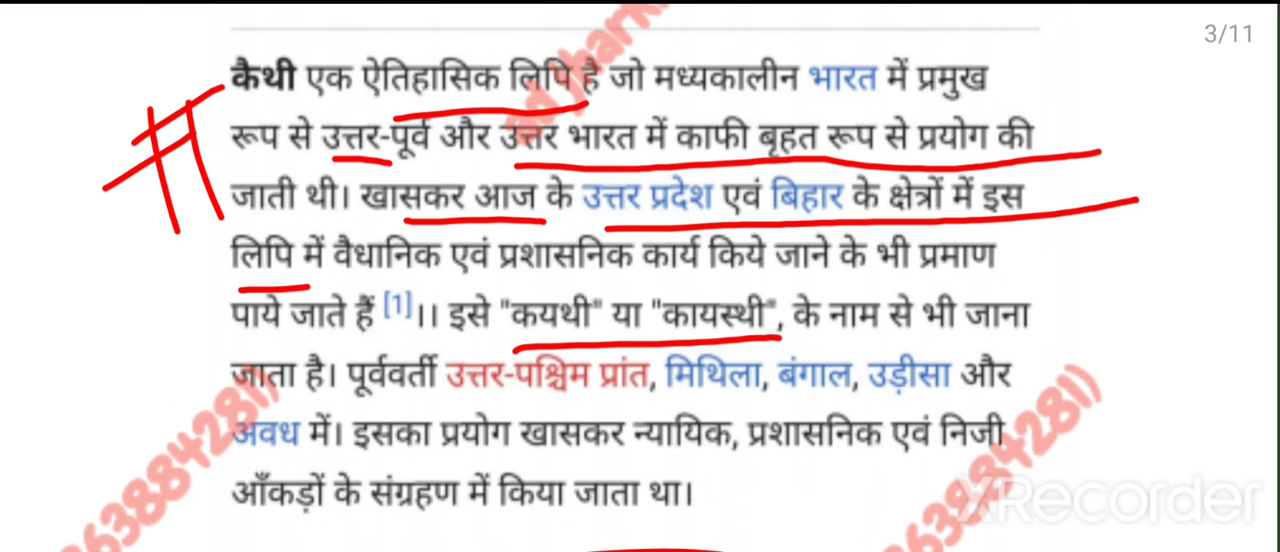 3/11
कैथी एक ऐतिहासिक लिपि है जो मध्यकालीन भारत में प्रमुख
रूप से उत्तर-पूर्व और उत्तर भारत में काफी बृहत रूप से प्रयोग की
जाती थी। खासकर आज के उत्तर प्रदेश एवं बिहार के क्षेत्रों में इस
लिपि में वैधानिक एवं प्रशासनिक कार्य किये जाने के भी प्रमाण
पाये जाते हैं [1]।। इसे "कयथी" या "कायस्थी", के नाम से भी जाना
जाता है। पूर्ववर्ती उत्तर-पश्चिम प्रांत, मिथिला, बंगाल, उड़ीसा और
अवध में। इसका प्रयोग खासकर न्यायिक, प्रशासनिक एवं निजी
आँकड़ों के संग्रहण में किया जाता था।
XRecorder